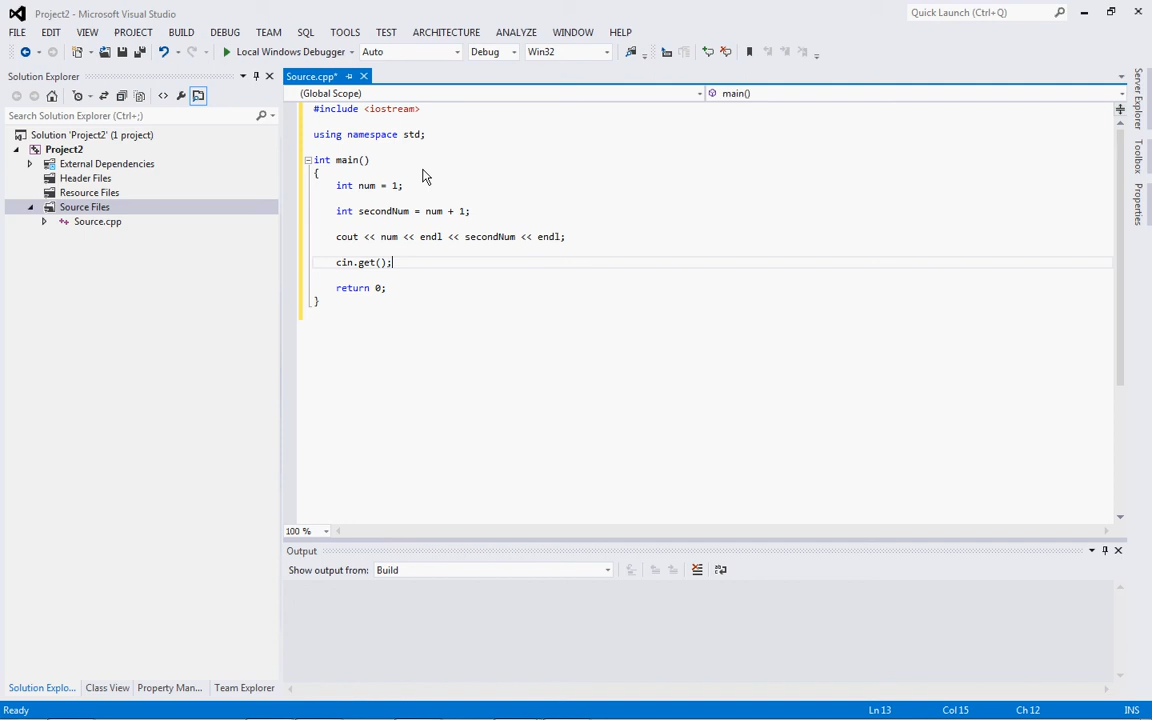 Project2 - Microsoft Visual Studio
Quick Launch (Ctrl+Q)
FILE EDIT VIEW PROJECT BUILD DEBUG TEAM SQL TOOLS TEST ARCHITECTURE ANALYZE WINDOW HELP
Local Windows Debugger Auto Debug Win32
Solution Explorer
Search Solution Explorer (Ctrl+;)
Solution 'Project2' (1 project)
Project2
External Dependencies
Header Files
Resource Files
Source Files
Source.cpp
Solution Explo... Class View Property Man... Team Explorer
Source.cpp*
(Global Scope) main()
#include <iostream>
using namespace std;
int main()
{
int num = 1;
int secondNum = num + 1;
cout << num << endl << secondNum << endl;
cin.get();
return 0;
}
100 %
Output
Show output from: Build
Server Explorer
Toolbox
Properties
Ready Ln 13 Col 15 Ch 12 INS